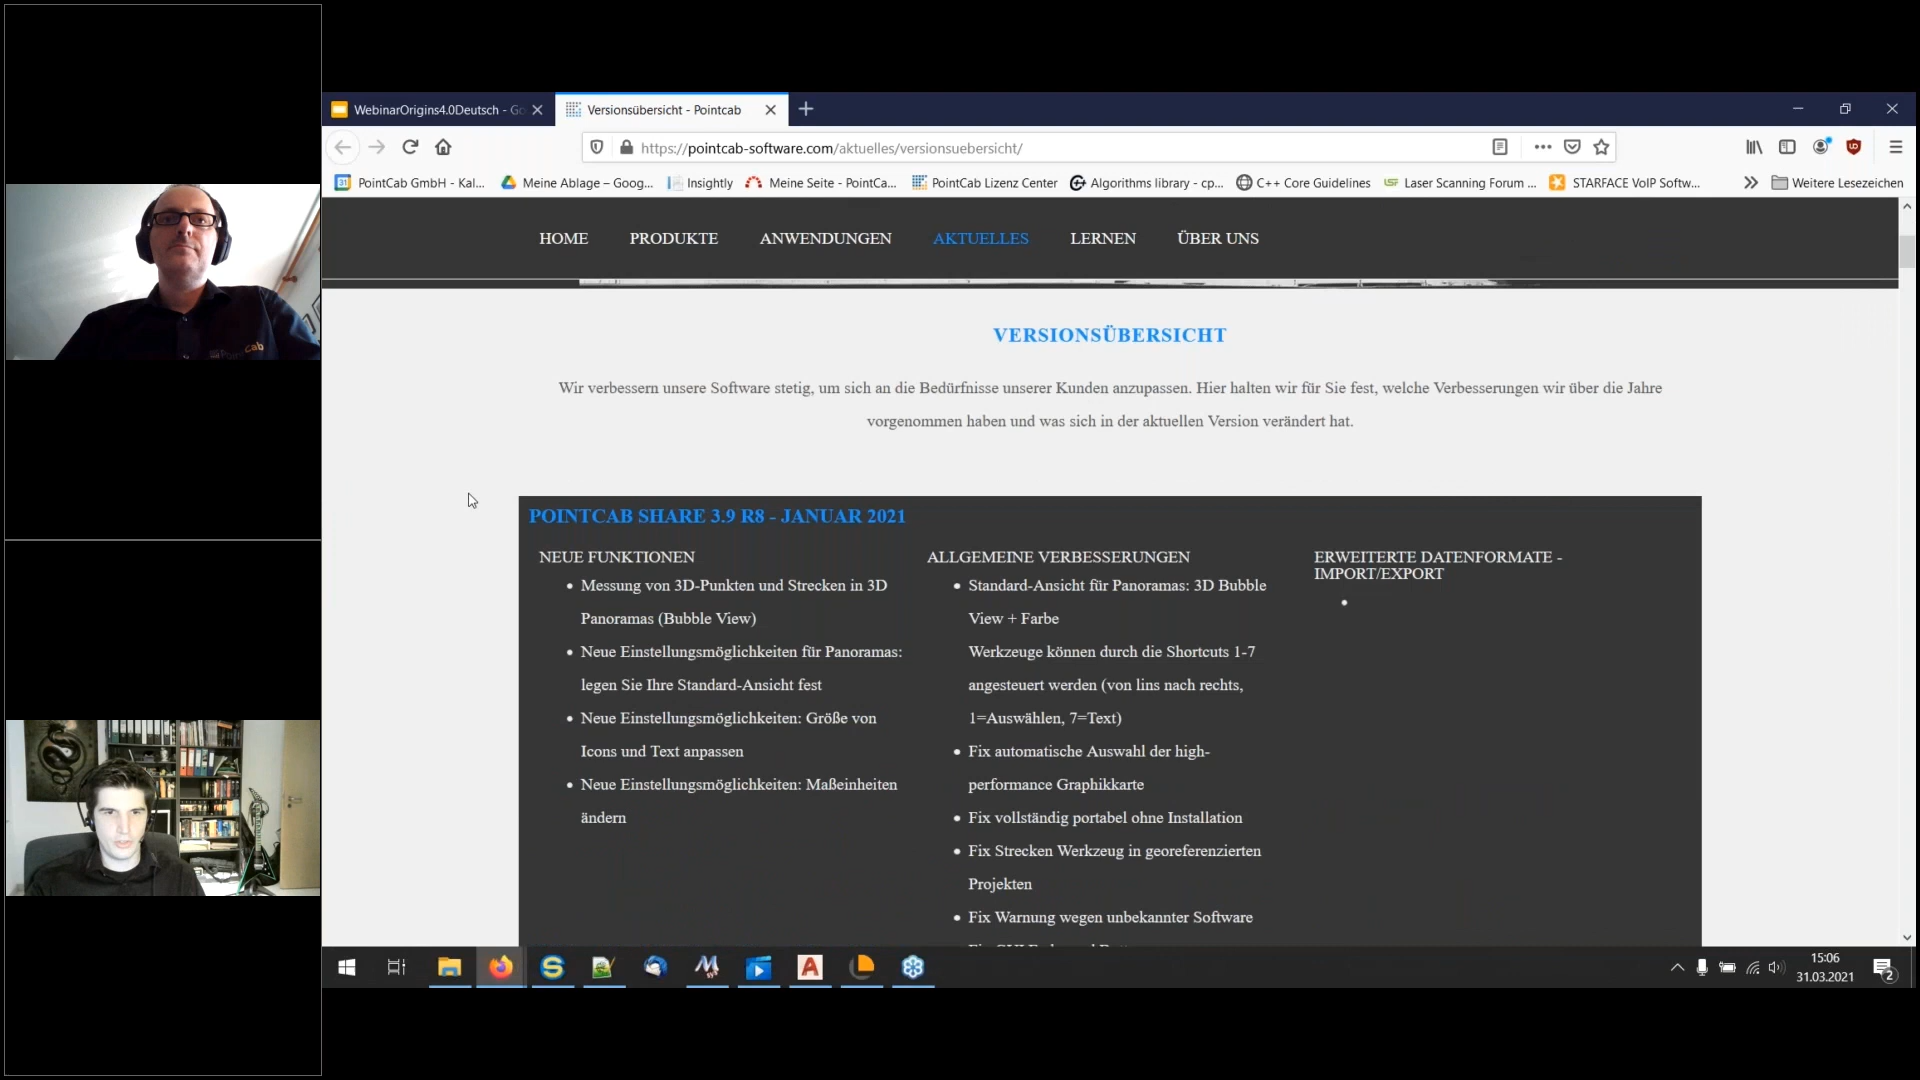 WebinarOrigins4.0Deutsch - Go
Versionsübersicht - Pointcab
https://pointcab-software.com/aktuelles/versionsuebersicht/
PointCab GmbH - Kal...
Meine Ablage – Goog...
Insightly
Meine Seite - PointCa...
PointCab Lizenz Center
Algorithms library - cp...
C++ Core Guidelines
Laser Scanning Forum ...
STARFACE VoIP Softw...
Weitere Lesezeichen
HOME
PRODUKTE
ANWENDUNGEN
AKTUELLES
LERNEN
ÜBER UNS
VERSIONSÜBERSICHT
Wir verbessern unsere Software stetig, um sich an die Bedürfnisse unserer Kunden anzupassen. Hier halten wir für Sie fest, welche Verbesserungen wir über die Jahre
vorgenommen haben und was sich in der aktuellen Version verändert hat.
POINTCAB SHARE 3.9 R8 - JANUAR 2021
NEUE FUNKTIONEN
• Messung von 3D-Punkten und Strecken in 3D
Panoramas (Bubble View)
• Neue Einstellungsmöglichkeiten für Panoramas:
legen Sie Ihre Standard-Ansicht fest
• Neue Einstellungsmöglichkeiten: Größe von
Icons und Text anpassen
• Neue Einstellungsmöglichkeiten: Maßeinheiten
ändern
ALLGEMEINE VERBESSERUNGEN
• Standard-Ansicht für Panoramas: 3D Bubble
View + Farbe
Werkzeuge können durch die Shortcuts 1-7
angesteuert werden (von lins nach rechts,
1=Auswählen, 7=Text)
• Fix automatische Auswahl der high-
performance Graphikkarte
• Fix vollständig portabel ohne Installation
• Fix Strecken Werkzeug in georeferenzierten
Projekten
• Fix Warnung wegen unbekannter Software
ERWEITERTE DATENFORMATE -
IMPORT/EXPORT
15:06
31.03.2021
2